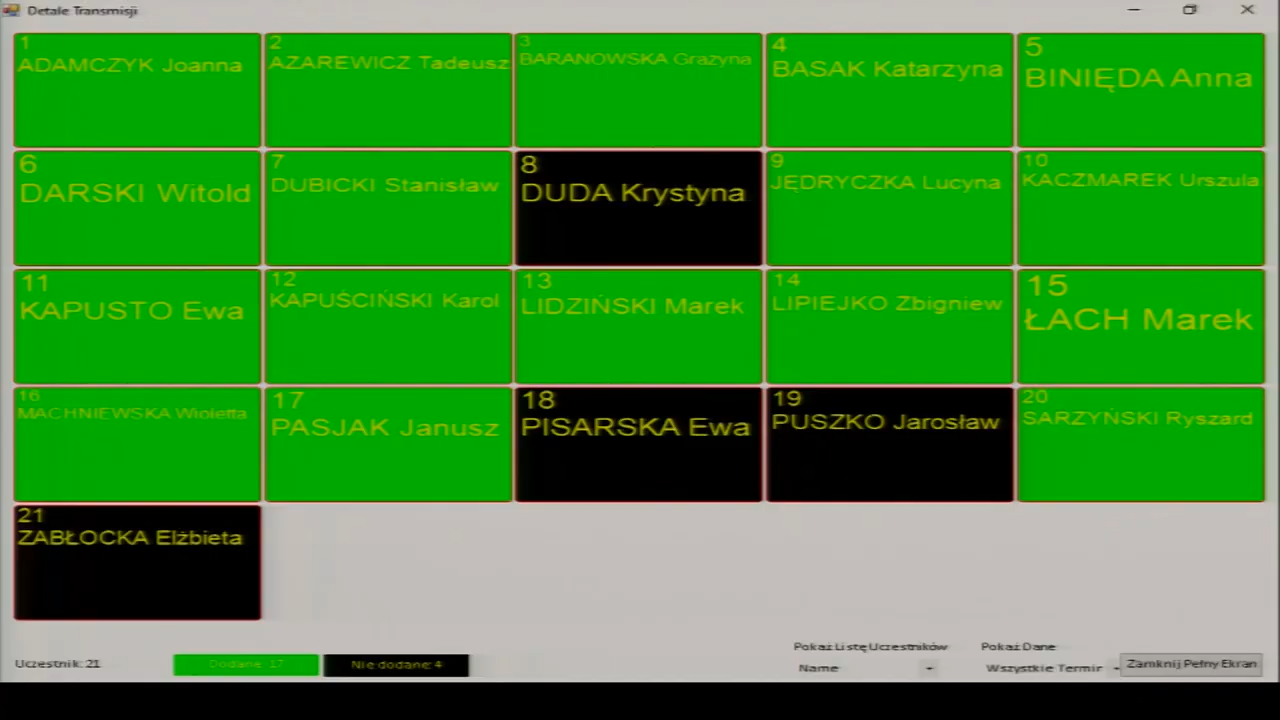 Detale Transmisji
1
ADAMCZYK Joanna
2
AZAREWICZ Tadeusz
3
BARANOWSKA Grażyna
4
BASAK Katarzyna
5
BINIĘDA Anna
6
DARSKI Witold
7
DUBICKI Stanisław
8
DUDA Krystyna
9
JĘDRYCZKA Lucyna
10
KACZMAREK Urszula
11
KAPUSTO Ewa
12
KAPUŚCIŃSKI Karol
13
LIDZIŃSKI Marek
14
LIPIEJKO Zbigniew
15
ŁACH Marek
16
MACHNIEWSKA Wioletta
17
PASJAK Janusz
18
PISARSKA Ewa
19
PUSZKO Jarosław
20
SARZYŃSKI Ryszard
21
ZABŁOCKA Elżbieta
Uczestnik: 21
Dodane: 17
Nie dodane: 4
Pokaż Listę Uczestników
Name
Pokaż Dane
Wszystkie Termir
Zamknij Pełny Ekran